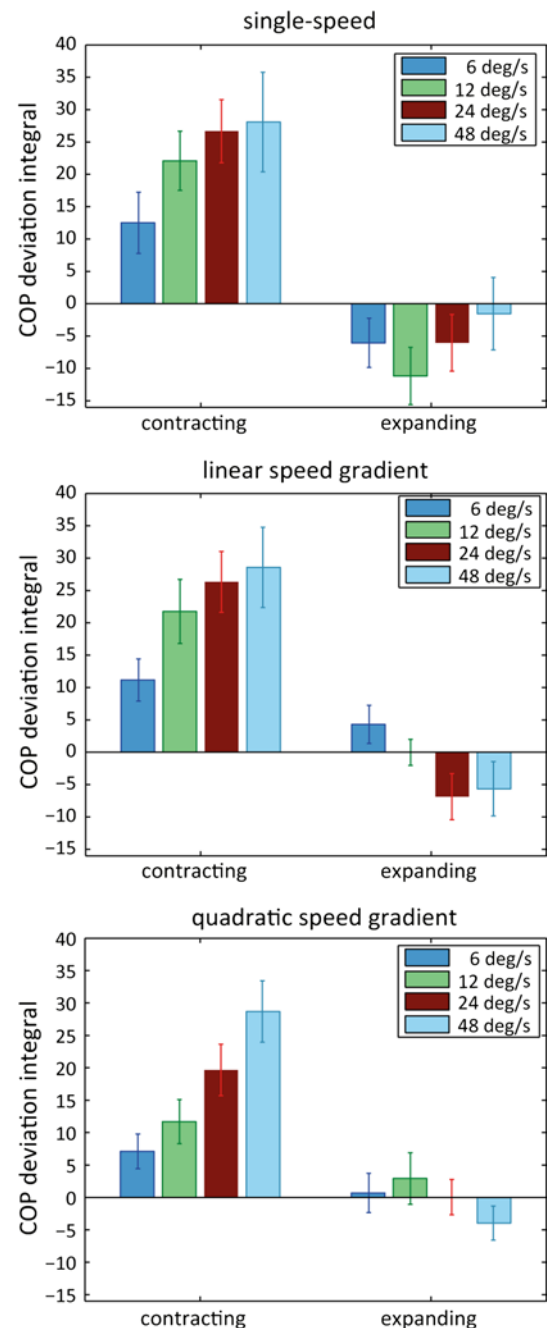 single-speed
40
35
30
25
20
15
10
5
0
−5
−10
−15
COP deviation integral
6 deg/s
12 deg/s
24 deg/s
48 deg/s
contracting
expanding
linear speed gradient
40
35
30
25
20
15
10
5
0
−5
−10
−15
COP deviation integral
6 deg/s
12 deg/s
24 deg/s
48 deg/s
contracting
expanding
quadratic speed gradient
40
35
30
25
20
15
10
5
0
−5
−10
−15
COP deviation integral
6 deg/s
12 deg/s
24 deg/s
48 deg/s
contracting
expanding